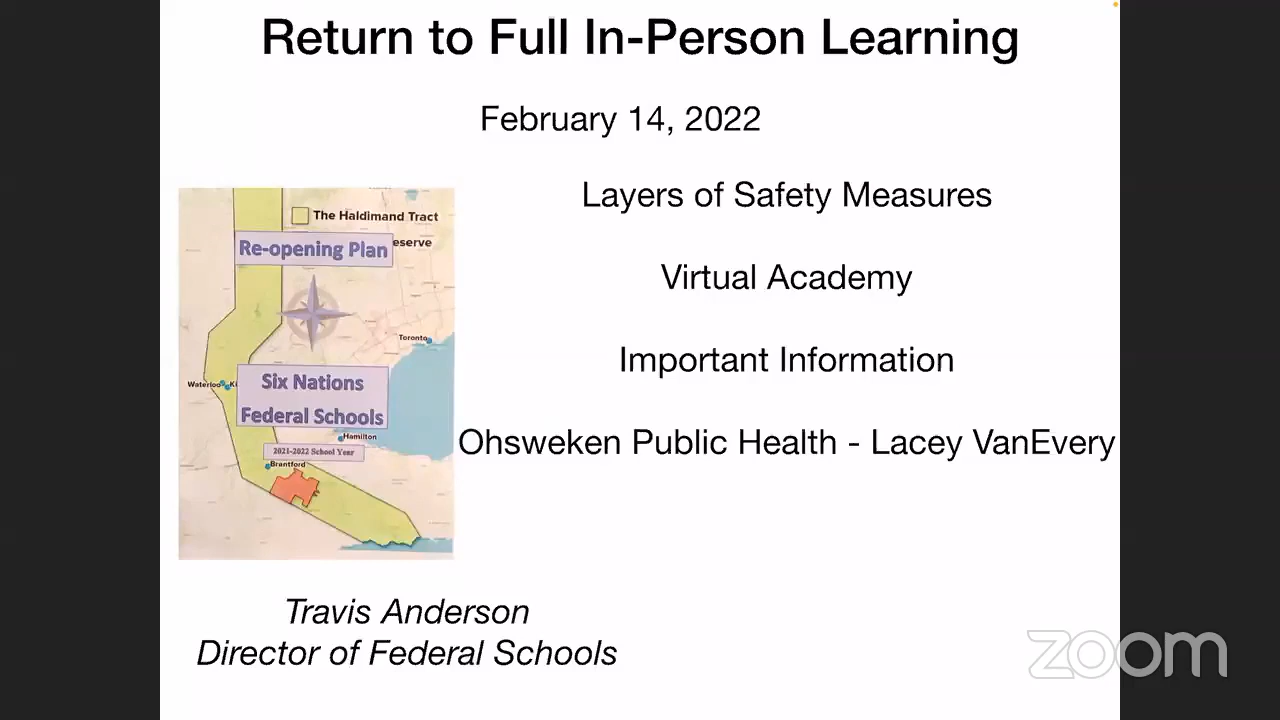 Return to Full In-Person Learning
February 14, 2022
Layers of Safety Measures
Virtual Academy
Important Information
Ohsweken Public Health - Lacey VanEvery
The Haldimand Tract
eserve
Re-opening Plan
Toronto
Waterloo Ki
Six Nations
Federal Schools
Hamilton
2021-2022 School Year
Brantford
Travis Anderson
Director of Federal Schools
zoom